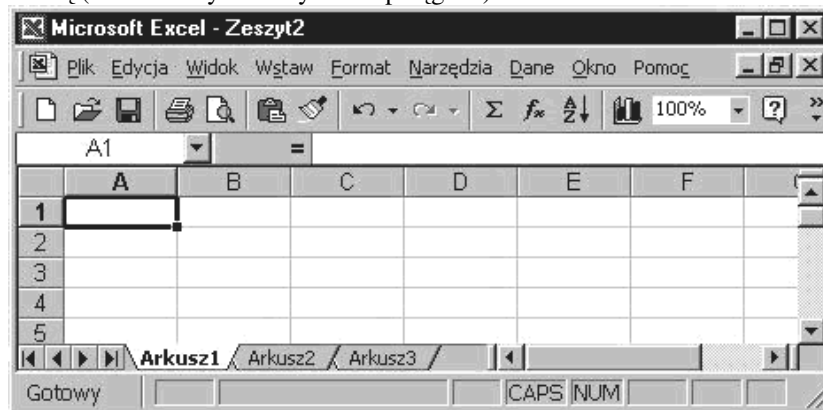 Microsoft Excel - Zeszyt2
Plik Edycja Widok Wstaw Format Narzędzia Dane Okno Pomoc
Σ fx A Z 100% ? »
A1 =
A B C D E F
1
2
3
4
5
Arkusz1 Arkusz2 Arkusz3
Gotowy CAPS NUM